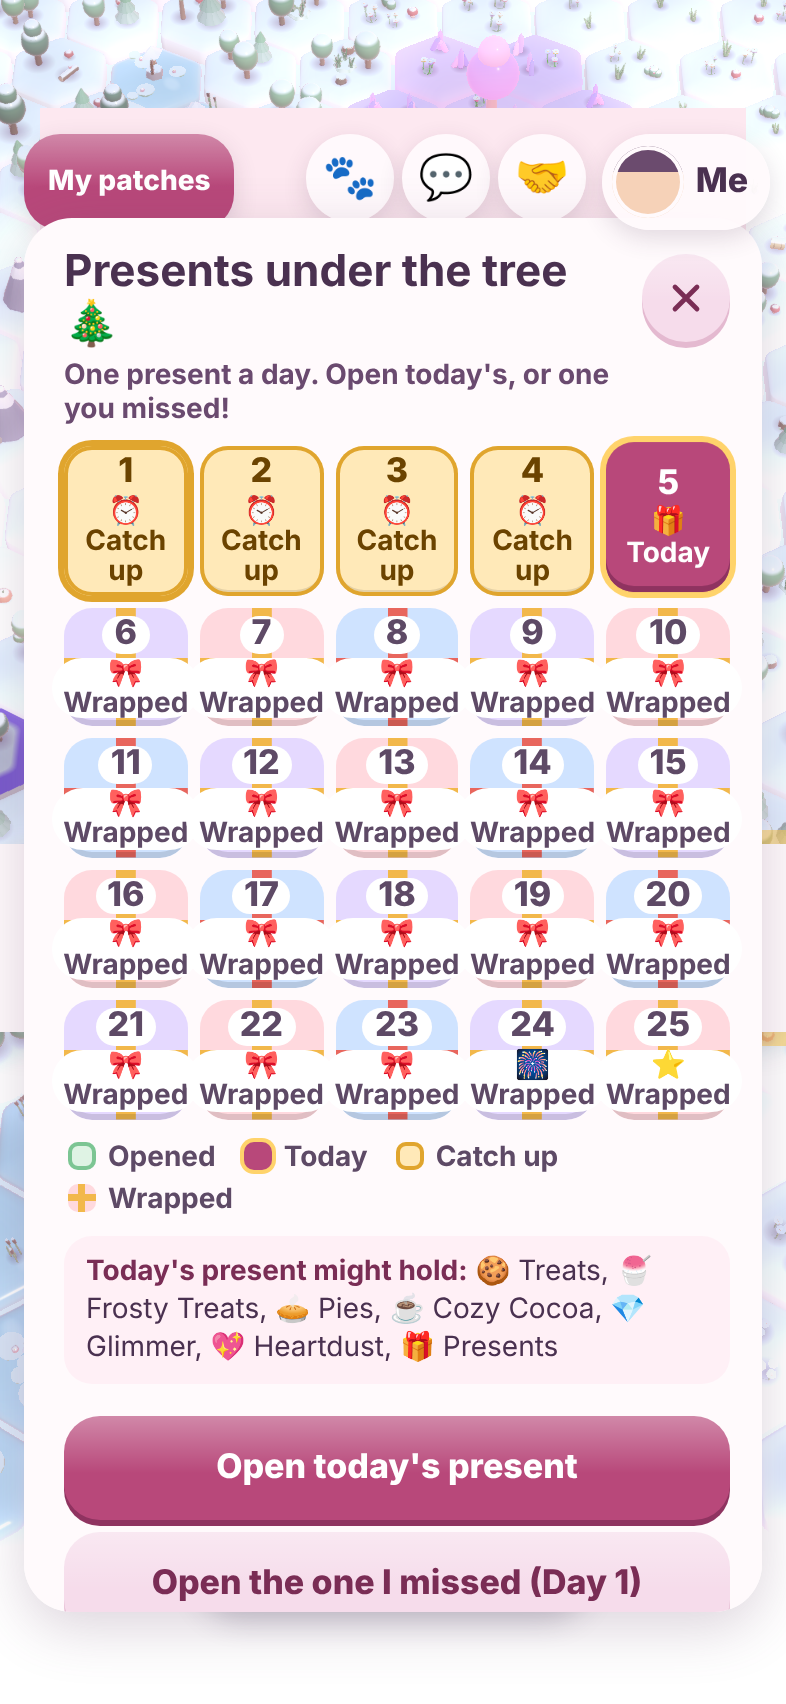 My patches
Me
Presents under the tree
One present a day. Open today's, or one
you missed!
1
Catch
up
2
Catch
up
3
Catch
up
4
Catch
up
5
Today
6
Wrapped
7
Wrapped
8
Wrapped
9
Wrapped
10
Wrapped
11
Wrapped
12
Wrapped
13
Wrapped
14
Wrapped
15
Wrapped
16
Wrapped
17
Wrapped
18
Wrapped
19
Wrapped
20
Wrapped
21
Wrapped
22
Wrapped
23
Wrapped
24
Wrapped
25
Wrapped
Opened
Today
Catch up
Wrapped
Today's present might hold: 🍪 Treats, 🍧
Frosty Treats, 🥧 Pies, ☕ Cozy Cocoa, 💎
Glimmer, 💖 Heartdust, 🎁 Presents
Open today's present
Open the one I missed (Day 1)